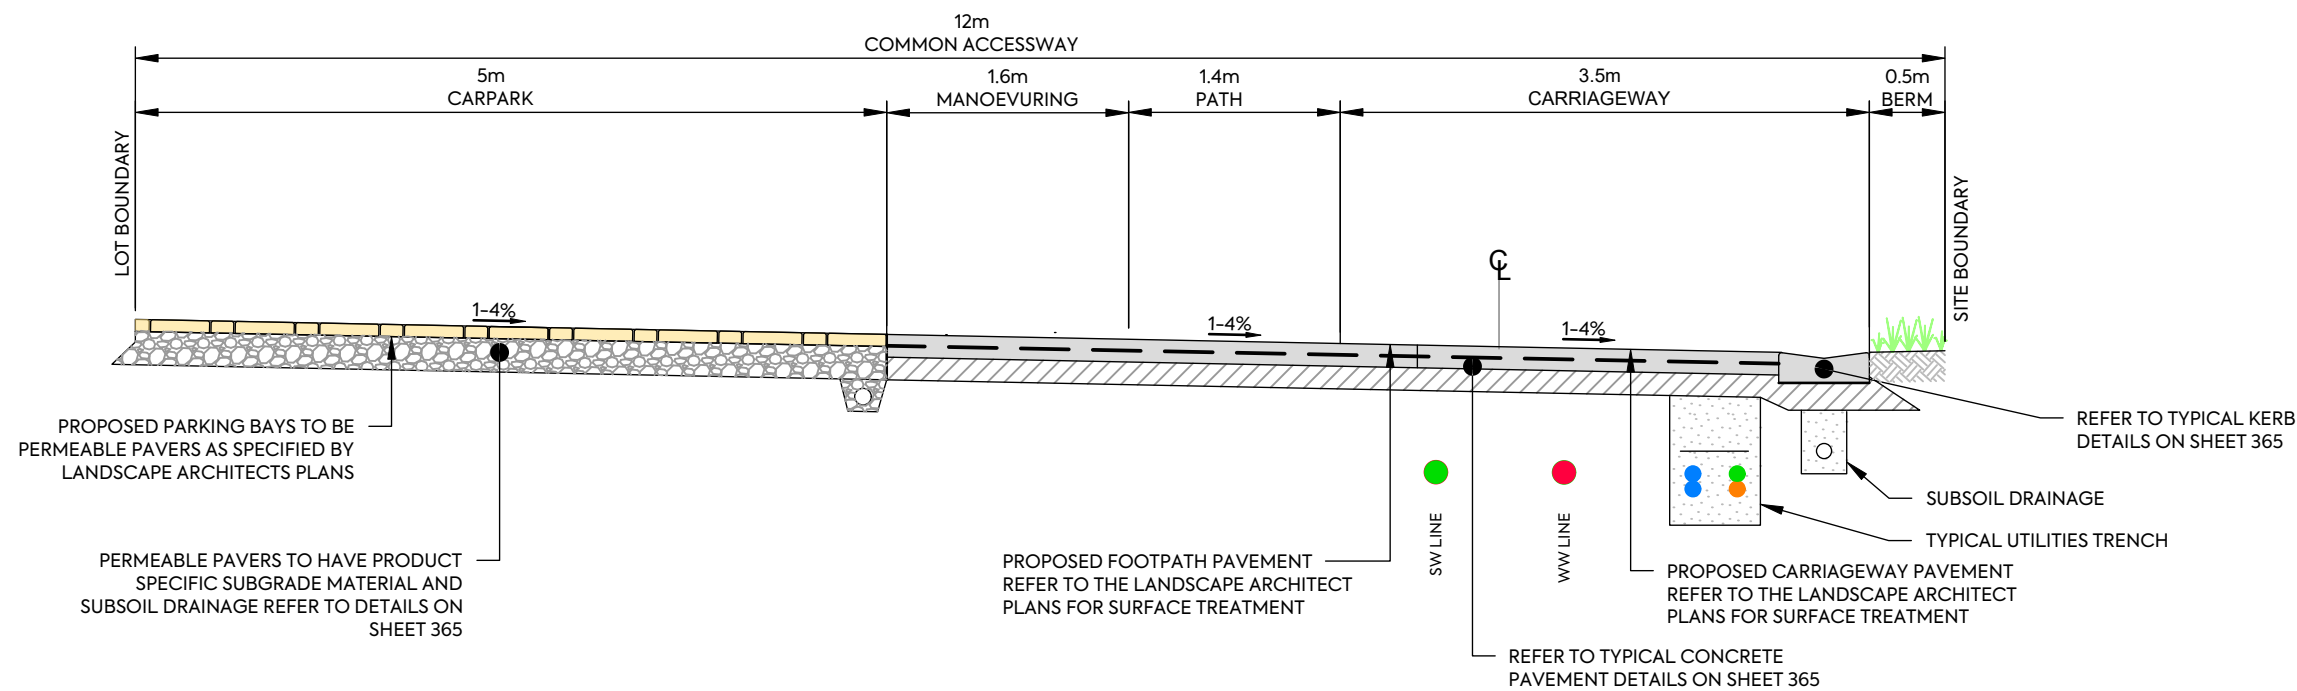 12m
COMMON ACCESSWAY
5m
CARPARK
1.6m
MANOEVURING
1.4m
PATH
3.5m
CARRIAGEWAY
0.5m
BERM
LOT BOUNDARY
SITE BOUNDARY
℄
1-4%
1-4%
1-4%
PROPOSED PARKING BAYS TO BE
PERMEABLE PAVERS AS SPECIFIED BY
LANDSCAPE ARCHITECTS PLANS
REFER TO TYPICAL KERB
DETAILS ON SHEET 365
SUBSOIL DRAINAGE
TYPICAL UTILITIES TRENCH
SW LINE
WW LINE
PERMEABLE PAVERS TO HAVE PRODUCT
SPECIFIC SUBGRADE MATERIAL AND
SUBSOIL DRAINAGE REFER TO DETAILS ON
SHEET 365
PROPOSED FOOTPATH PAVEMENT
REFER TO THE LANDSCAPE ARCHITECT
PLANS FOR SURFACE TREATMENT
PROPOSED CARRIAGEWAY PAVEMENT
REFER TO THE LANDSCAPE ARCHITECT
PLANS FOR SURFACE TREATMENT
REFER TO TYPICAL CONCRETE
PAVEMENT DETAILS ON SHEET 365